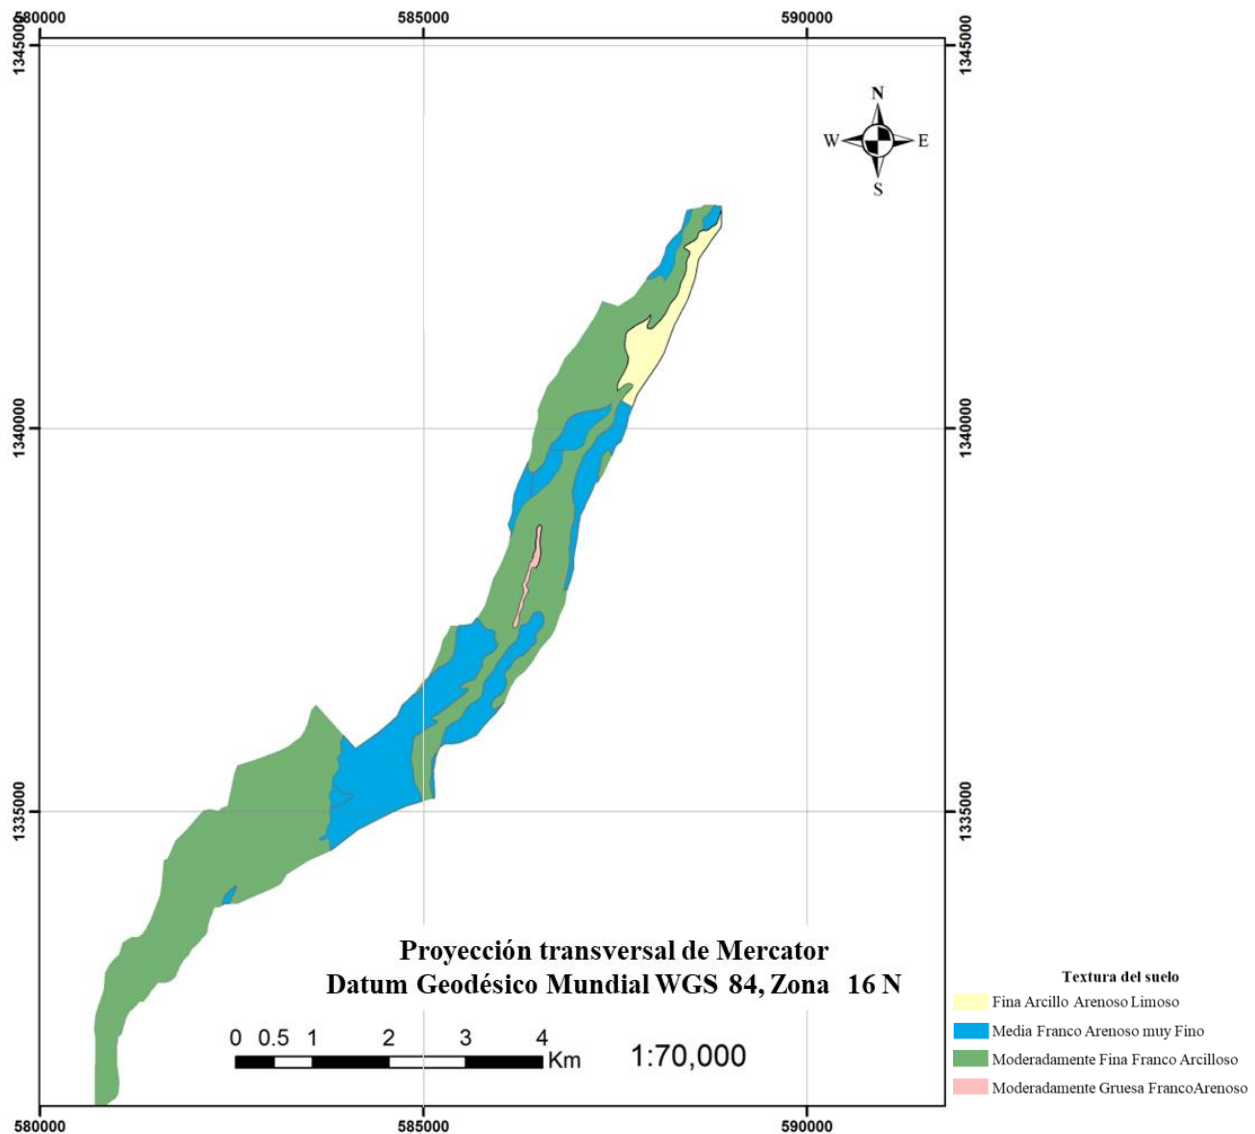 580000 585000 590000
1345000 1345000
N
W E
S
1340000 1340000
1335000 1335000
Proyección transversal de Mercator
Datum Geodésico Mundial WGS 84, Zona 16 N
Textura del suelo
Fina Arcillo Arenoso Limoso
Media Franco Arenoso muy Fino
0 0.5 1 2 3 4
Km 1:70,000
Moderadamente Fina Franco Arcilloso
Moderadamente Gruesa FrancoArenoso
580000 585000 590000